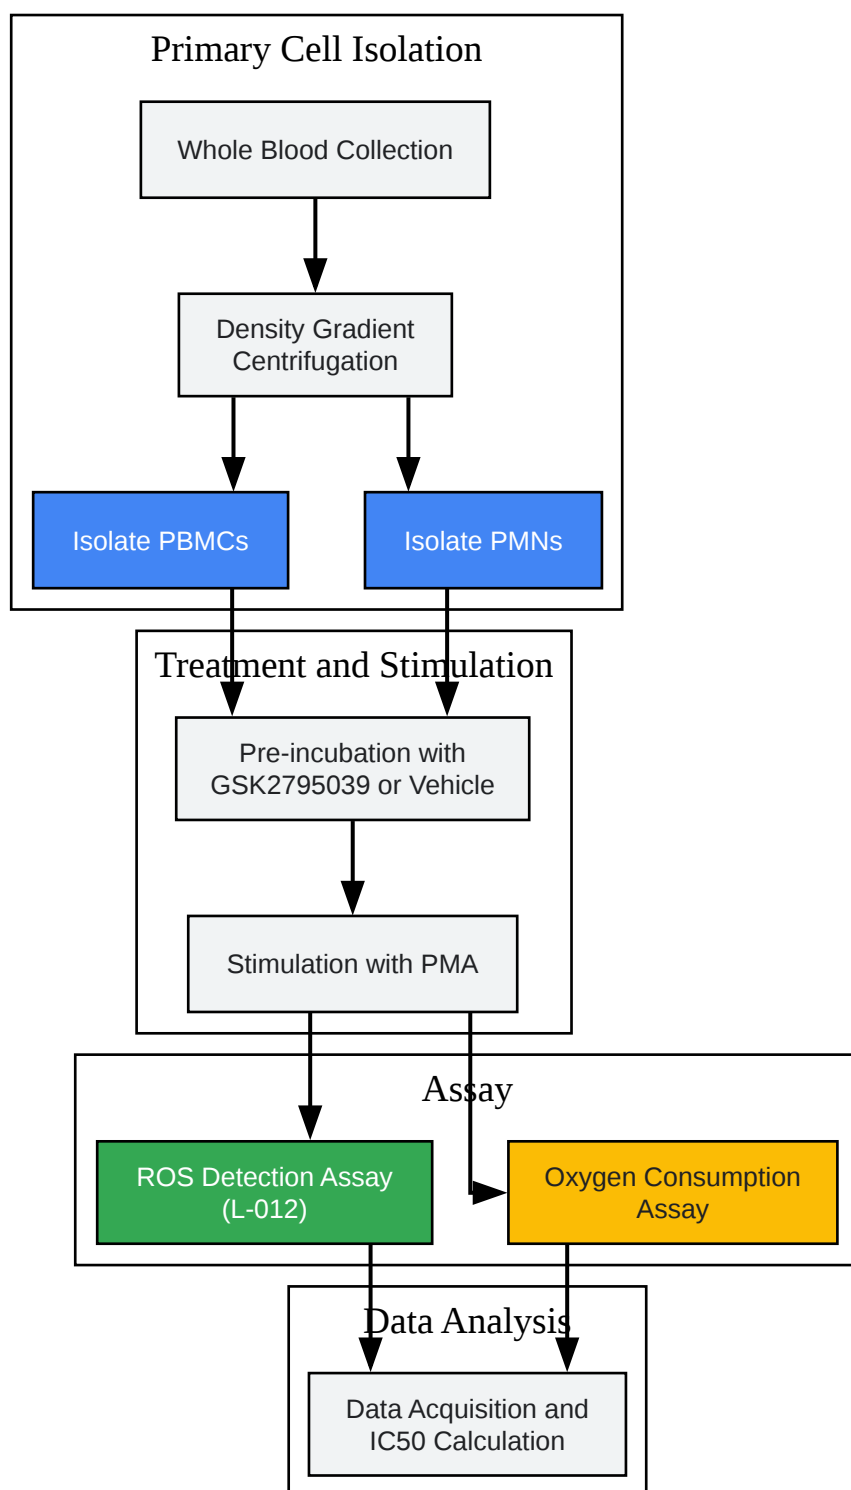 Primary Cell Isolation
Whole Blood Collection
Density Gradient
Centrifugation
Isolate PBMCs
Isolate PMNs
Treatment and Stimulation
Pre-incubation with
GSK2795039 or Vehicle
Stimulation with PMA
Assay
ROS Detection Assay
(L-012)
Oxygen Consumption
Assay
Data Analysis
Data Acquisition and
IC50 Calculation